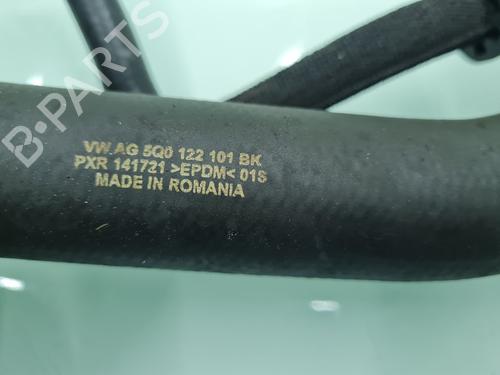 B-PARTS
VW AG 5Q0 122 101 BK
PXR 141721 >EPDM< 01S
MADE IN ROMANIA